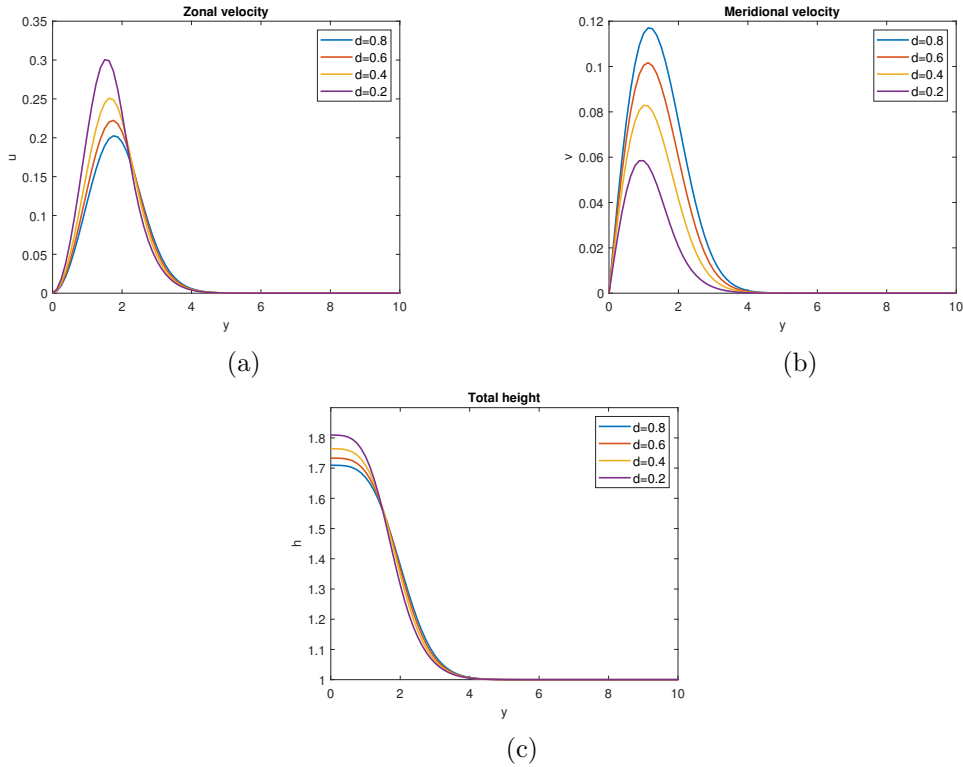 Zonal velocity
0.35
0.3
0.25
0.2
0.15
0.1
0.05
0
u
0
2
4
6
8
10
y
d=0.8
d=0.6
d=0.4
d=0.2
(a)
Meridional velocity
0.12
0.1
0.08
0.06
0.04
0.02
0
v
0
2
4
6
8
10
y
d=0.8
d=0.6
d=0.4
d=0.2
(b)
Total height
1.8
1.7
1.6
1.5
1.4
1.3
1.2
1.1
1
h
0
2
4
6
8
10
y
d=0.8
d=0.6
d=0.4
d=0.2
(c)